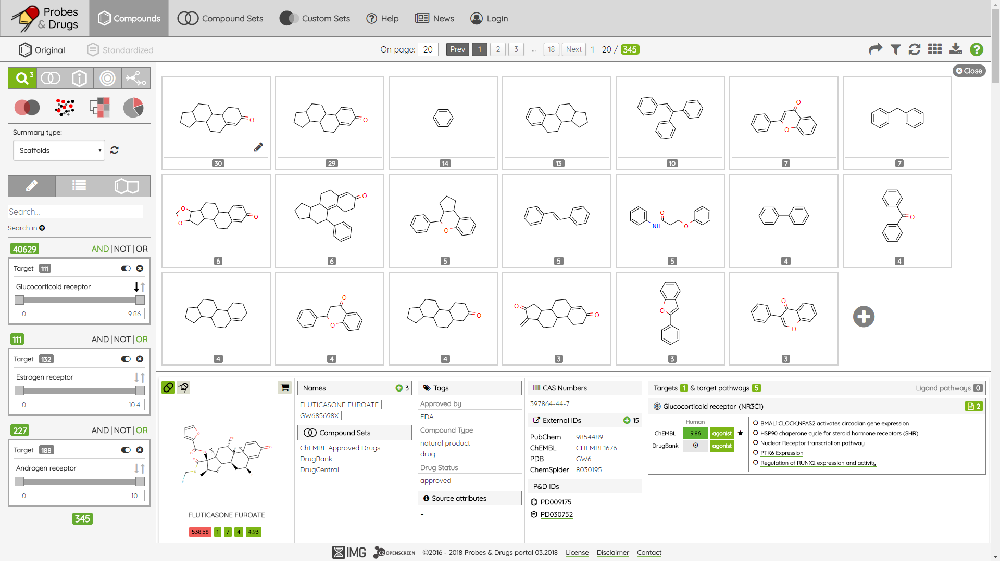 Probes
& Drugs
Compounds
Compound Sets
Custom Sets
Help
News
Login
Original
Standardized
On page: 20 Prev 1 2 3 ... 18 Next 1 - 20 / 345
Close
3
Summary type:
Scaffolds
Search...
Search in
40629 AND | NOT | OR
Target 111
Glucocorticoid receptor
0 9.86
111 AND | NOT | OR
Target 132
Estrogen receptor
0 10.4
227 AND | NOT | OR
Target 188
Androgen receptor
0 10
345
O O O
30 29 14 13 10 7 7
O
O O O O O NH O O O
6 6 5 5 5 4 4
O O O O O O O O O
4 4 4 3 3 3
FLUTICASONE FUROATE
538.58 1 7 4 4.93
Names 3
FLUTICASONE FUROATE |
GW685698X |
Compound Sets
ChEMBL Approved Drugs
DrugBank
DrugCentral
Tags
Approved by
FDA
Compound Type
natural product
drug
Drug Status
approved
Source attributes
-
CAS Numbers
397864-44-7
External IDs 15
PubChem 9854489
ChEMBL CHEMBL1676
PDB GW6
ChemSpider 8030195
P&D IDs
PD009175
PD030752
Targets 1 & target pathways 5 Ligand pathways 0
Glucocorticoid receptor (NR3C1) 2
Human
ChEMBL 9.86 agonist
DrugBank agonist
BMAL1:CLOCK,NPAS2 activates circadian gene expression
HSP90 chaperone cycle for steroid hormone receptors (SHR)
Nuclear Receptor transcription pathway
PTK6 Expression
Regulation of RUNX2 expression and activity
IMG CZ OPENSCREEN ©2016 - 2018 Probes & Drugs portal 03.2018 License Disclaimer Contact